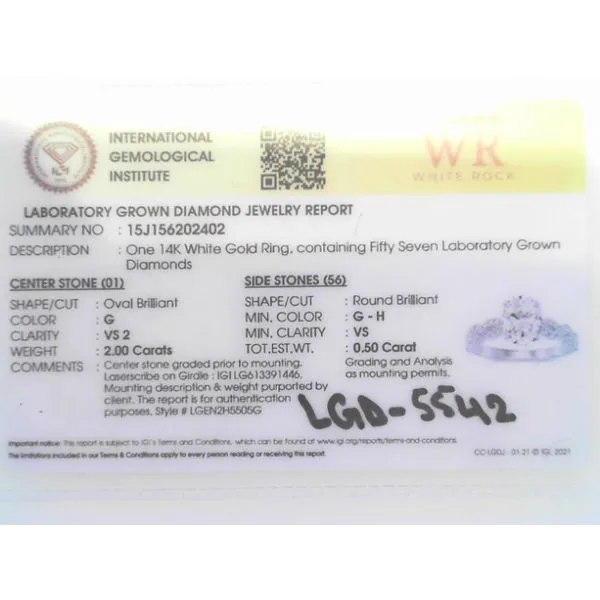 INTERNATIONAL
GEMOLOGICAL
INSTITUTE
WR
WHITE ROCK
LABORATORY GROWN DIAMOND JEWELRY REPORT
SUMMARY NO : 15J156202402
DESCRIPTION : One 14K White Gold Ring, containing Fifty Seven Laboratory Grown
Diamonds
CENTER STONE (01)
SHAPE/CUT : Oval Brilliant
COLOR : G
CLARITY : VS 2
WEIGHT : 2.00 Carats
COMMENTS : Center stone graded prior to mounting.
Laserscribe on Girdle : IGI LG613391446.
Mounting description & weight purported by
client. The report is for authentication
purposes, Style # LGEN2H5505G
SIDE STONES (56)
SHAPE/CUT : Round Brilliant
MIN. COLOR : G - H
MIN. CLARITY : VS
TOT.EST.WT. : 0.50 Carat
Grading and Analysis
as mounting permits.
LGD-5542
Important notice: The report is subject to IGI's Terms and Conditions, which can be found at www.igi.org/reports/terms-and-conditions.
The limitations included in our Terms & Conditions apply to every person reading or receiving this report.
CC-LGDJ - 01.21 © IGI, 2021